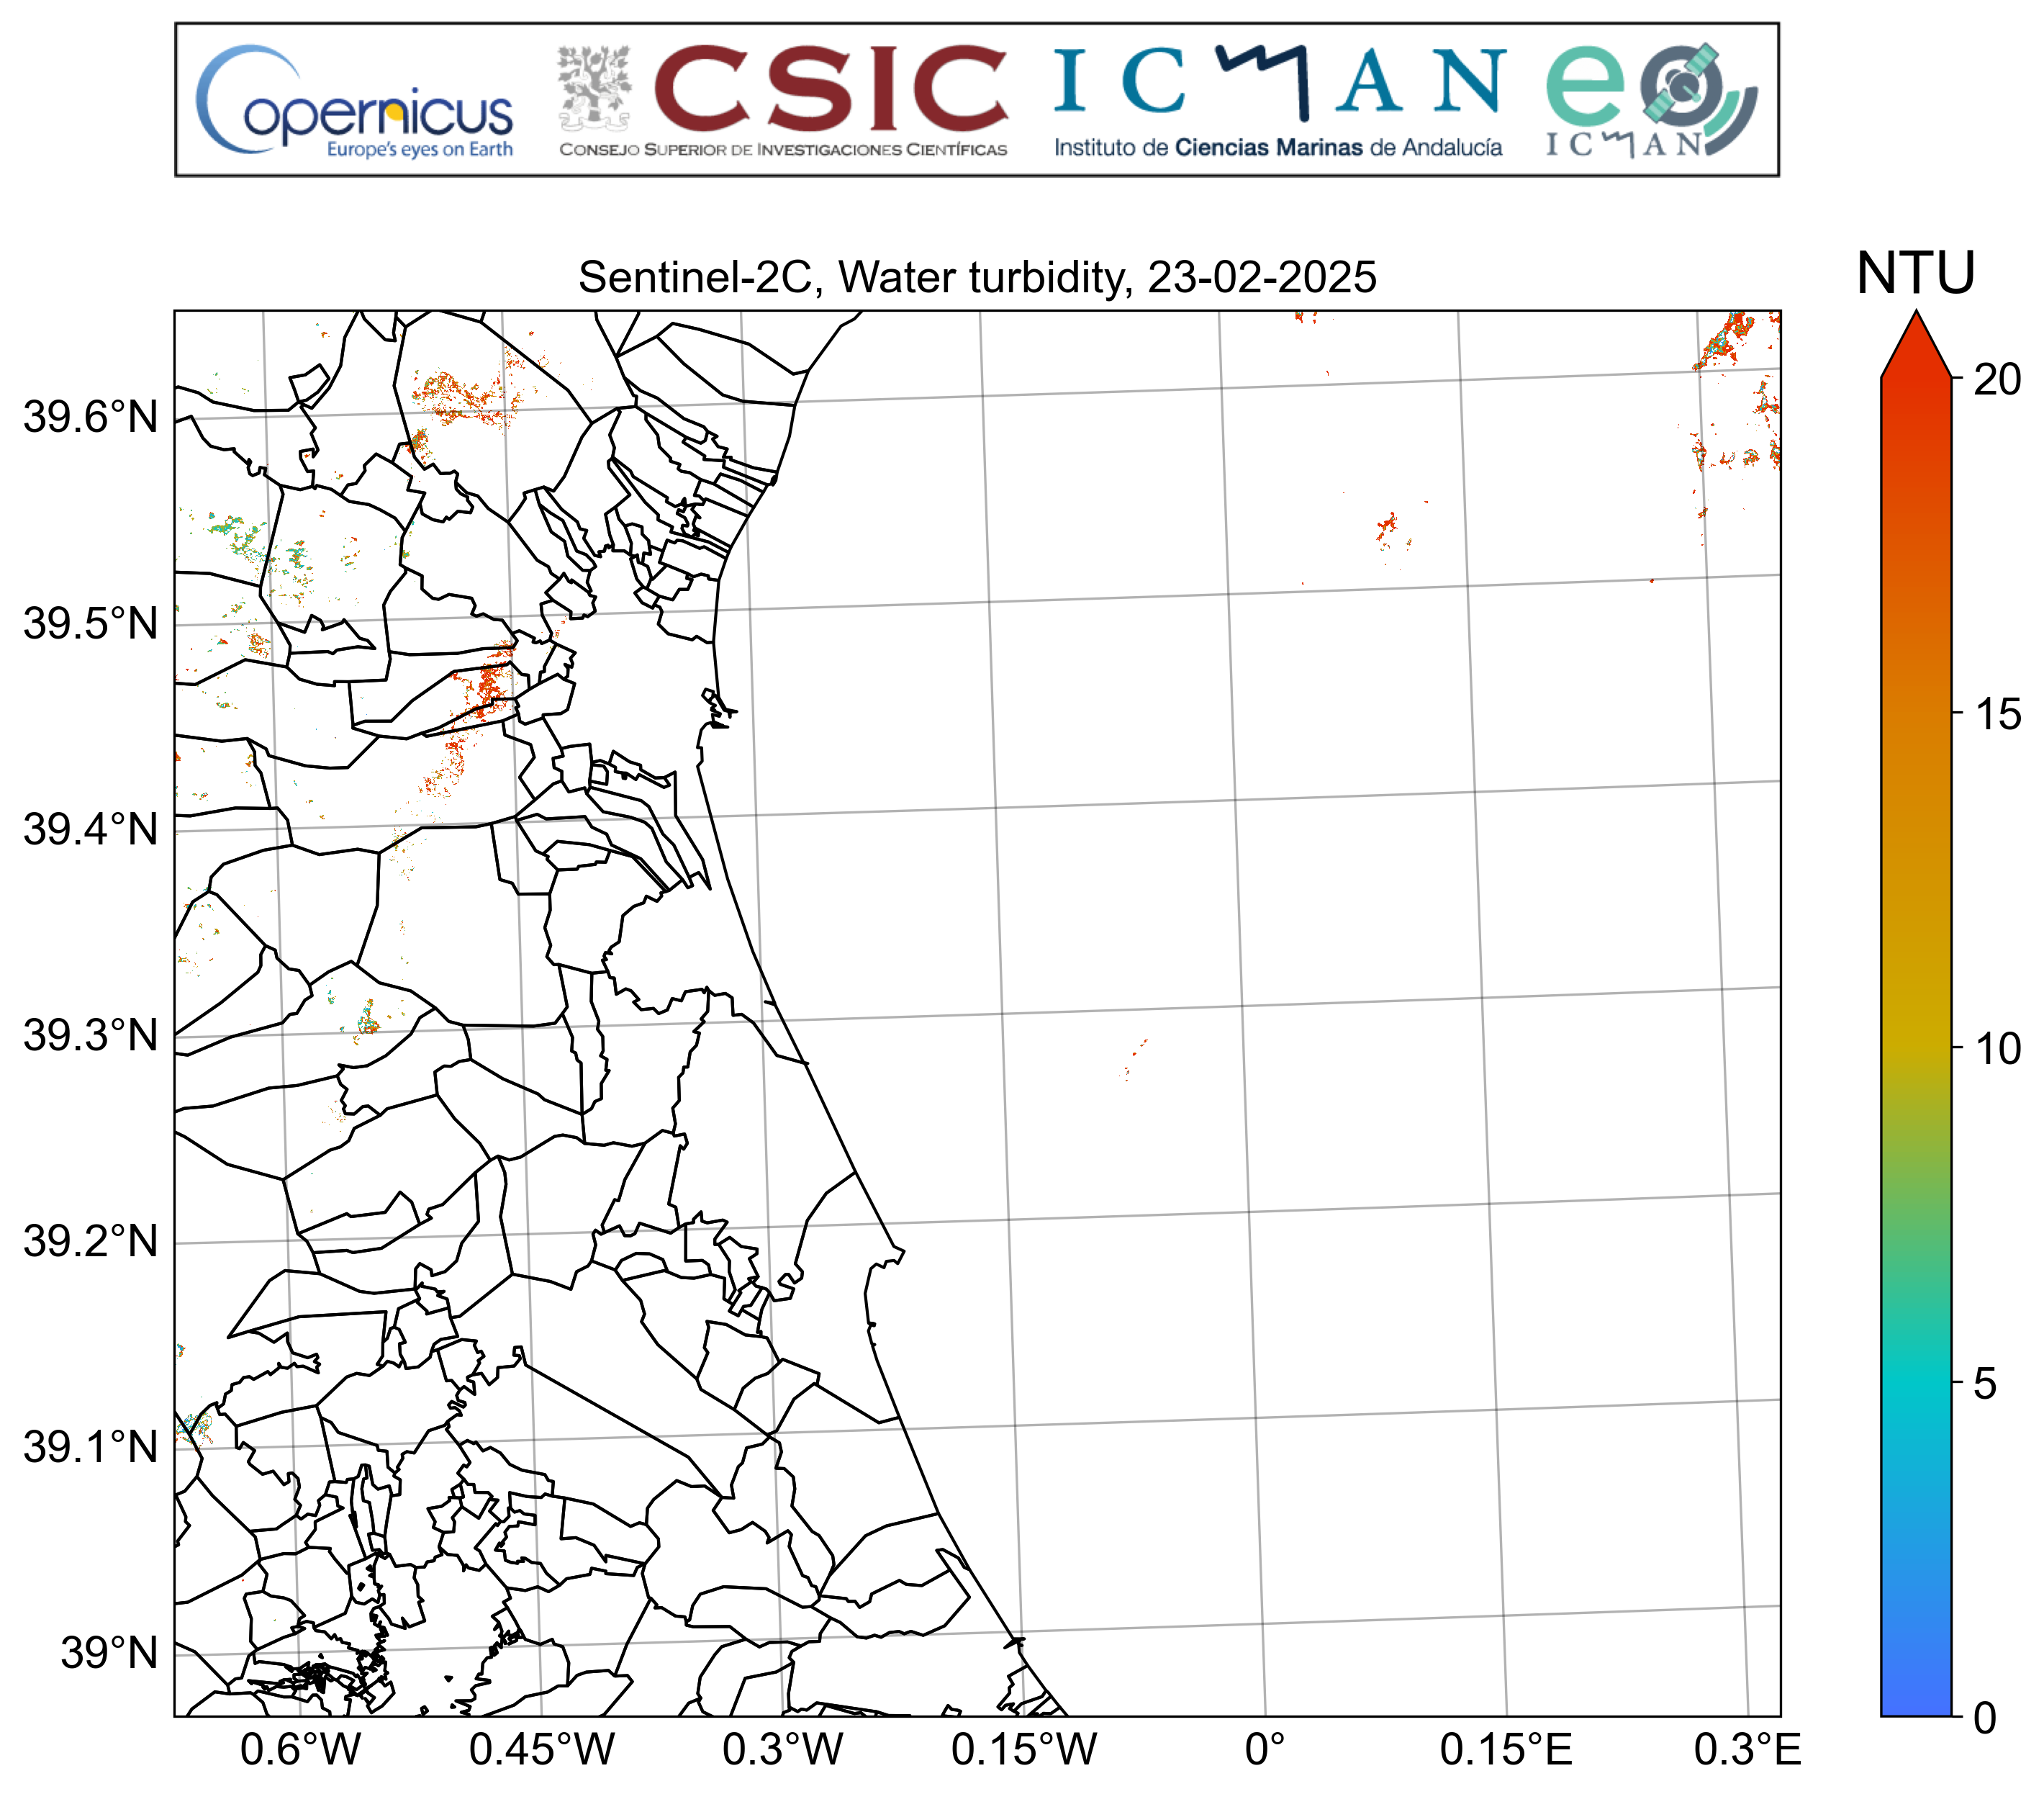 Copernicus
Europe's eyes on Earth
CSIC
CONSEJO SUPERIOR DE INVESTIGACIONES CIENTÍFICAS
ICMAN
Instituto de Ciencias Marinas de Andalucía
eo
ICMAN
Sentinel-2C, Water turbidity, 23-02-2025
NTU
20
15
10
5
0
39.6°N
39.5°N
39.4°N
39.3°N
39.2°N
39.1°N
39°N
0.6°W 0.45°W 0.3°W 0.15°W 0° 0.15°E 0.3°E